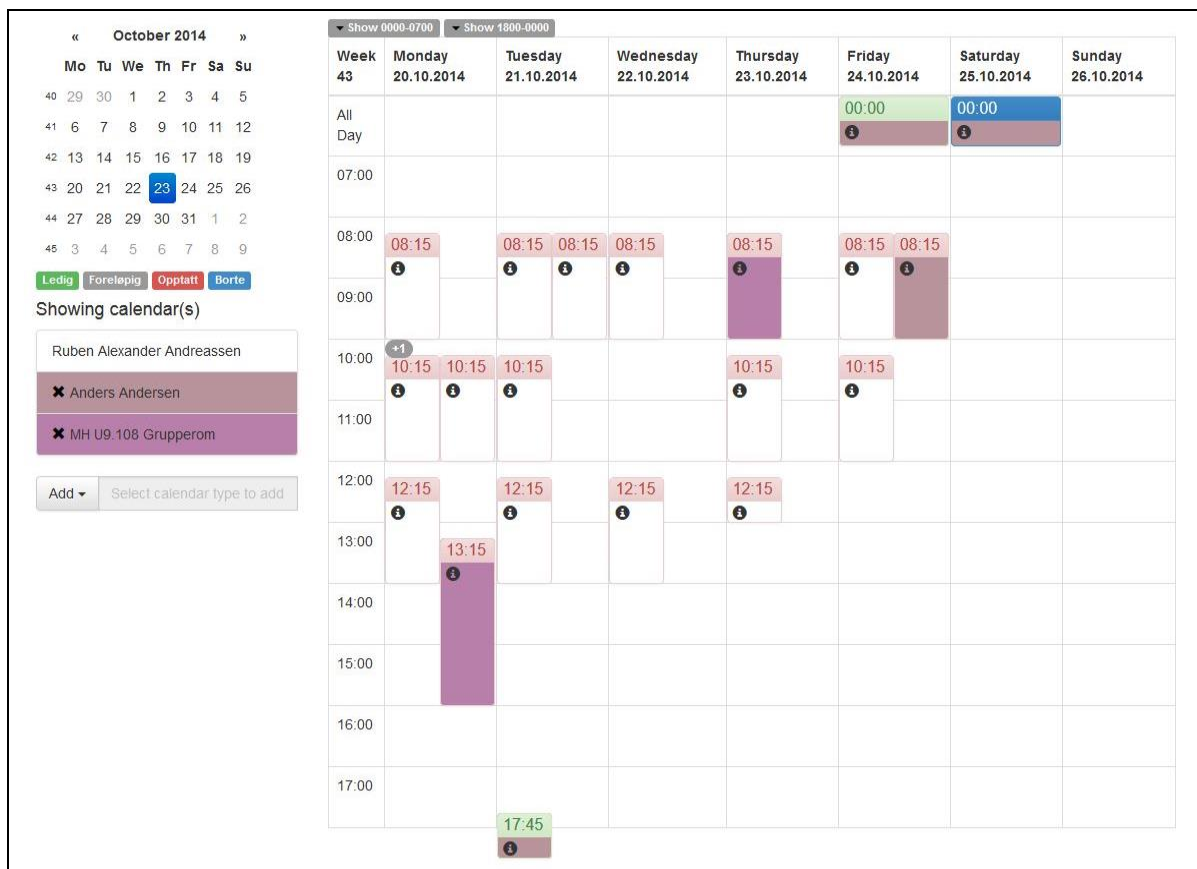 « October 2014 »
Mo Tu We Th Fr Sa Su
40 29 30 1 2 3 4 5
41 6 7 8 9 10 11 12
42 13 14 15 16 17 18 19
43 20 21 22 23 24 25 26
44 27 28 29 30 31 1 2
45 3 4 5 6 7 8 9
Ledig Foreløpig Opptatt Borte
Showing calendar(s)
Ruben Alexander Andreassen
Anders Andersen
MH U9.108 Grupperom
Add Select calendar type to add
Show 0000-0700 Show 1800-0000
Week Monday Tuesday Wednesday Thursday Friday Saturday Sunday
43 20.10.2014 21.10.2014 22.10.2014 23.10.2014 24.10.2014 25.10.2014 26.10.2014
All 00:00 00:00
Day
07:00
08:00
08:15 08:15 08:15 08:15 08:15 08:15 08:15
09:00
+1
10:00
10:15 10:15 10:15 10:15 10:15
11:00
12:00
12:15 12:15 12:15 12:15
13:00
13:15
14:00
15:00
16:00
17:00
17:45